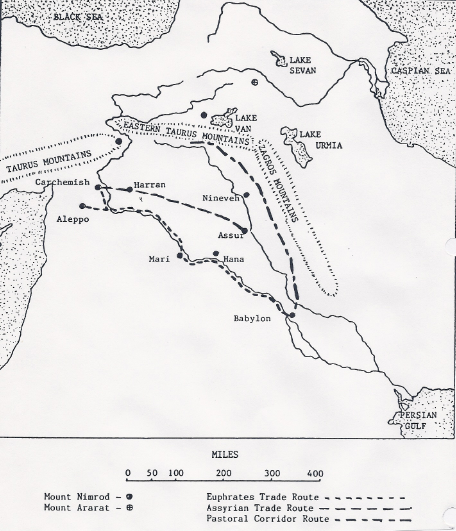 BLACK SEA
LAKE
SEVAN
CASPIAN SEA
LAKE
VAN
EASTERN TAURUS MOUNTAINS
LAKE
URMIA
TAURUS MOUNTAINS
ZAGROS MOUNTAINS
Carchemish
Harran
Nineveh
Aleppo
Assur
Mari
Hana
Babylon
PERSIAN
GULF
MILES
0 50 100 200 300 400
Mount Nimrod -
Mount Ararat -
Euphrates Trade Route
Assyrian Trade Route
Pastoral Corridor Route